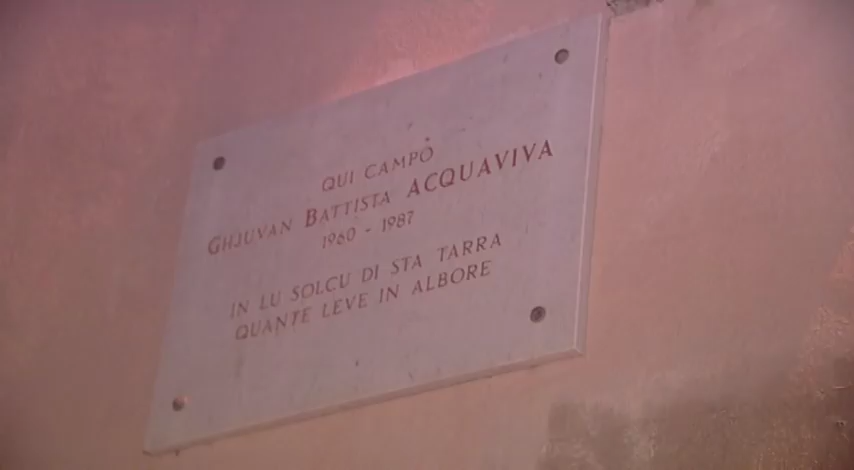 QUI CAMPÒ
GHJUVAN BATTISTA ACQUAVIVA
1960 - 1987
IN LU SOLCU DI STA TARRA
QUANTE LEVE IN ALBORE